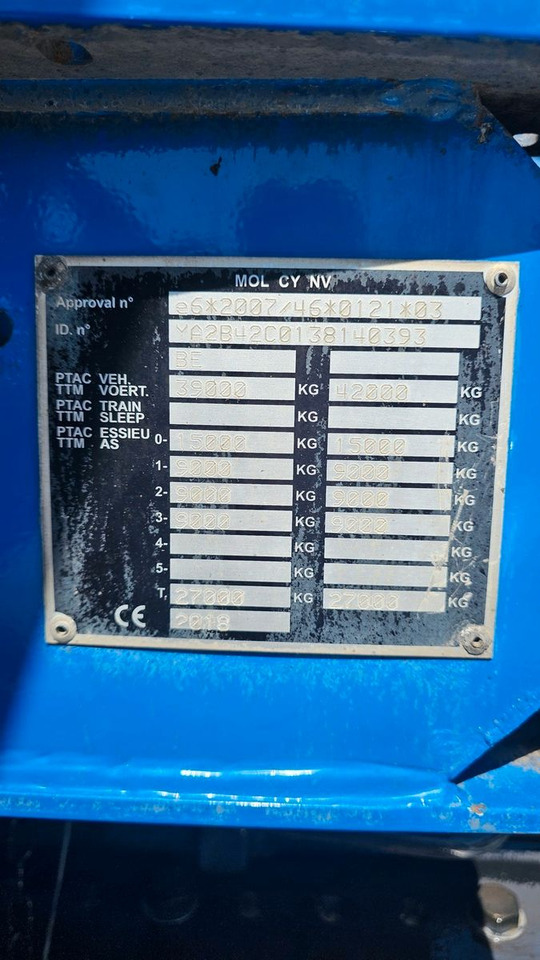 MOL CY NV
Approval n° e6*2007/46*0121*03
ID. n° YA2B42C0138140393
BE
PTAC VEH.
TTM VOERT. 39000 KG 42000 KG
PTAC TRAIN
TTM SLEEP KG KG
PTAC ESSIEU
TTM AS 0- 15000 KG 15000 KG
1- 9000 KG 9000 KG
2- 9000 KG 9000 KG
3- 9000 KG 9000 KG
4- KG KG
5- KG KG
T. 27000 KG 27000 KG
CE 2018